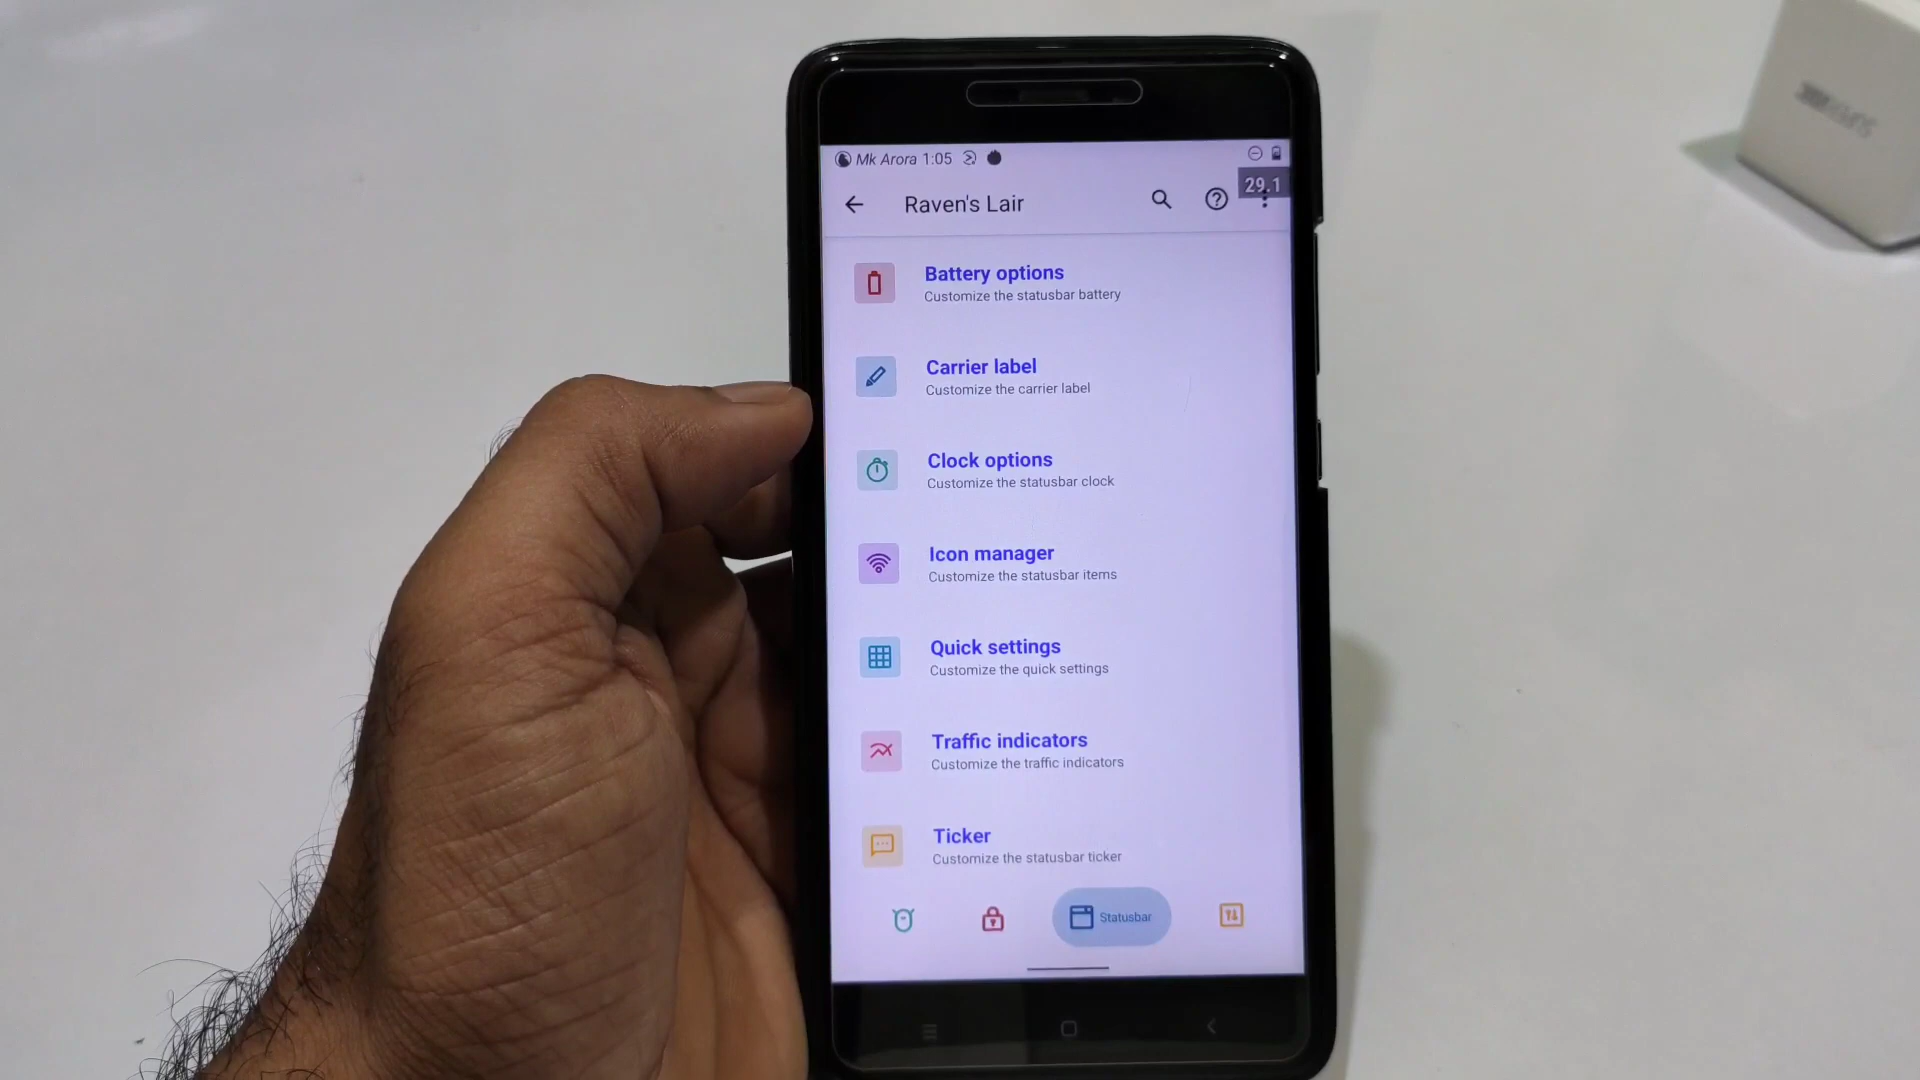 Mk Arora 1:05
29.1
Raven's Lair
Battery options
Customize the statusbar battery
Carrier label
Customize the carrier label
Clock options
Customize the statusbar clock
Icon manager
Customize the statusbar items
Quick settings
Customize the quick settings
Traffic indicators
Customize the traffic indicators
Ticker
Customize the statusbar ticker
Statusbar